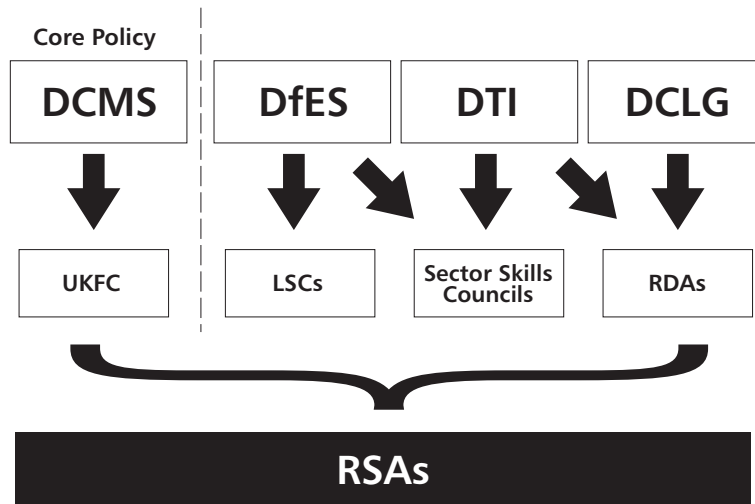 Core Policy
DCMS
DfES
DTI
DCLG
UKFC
LSCs
Sector Skills
Councils
RDAs
RSAs